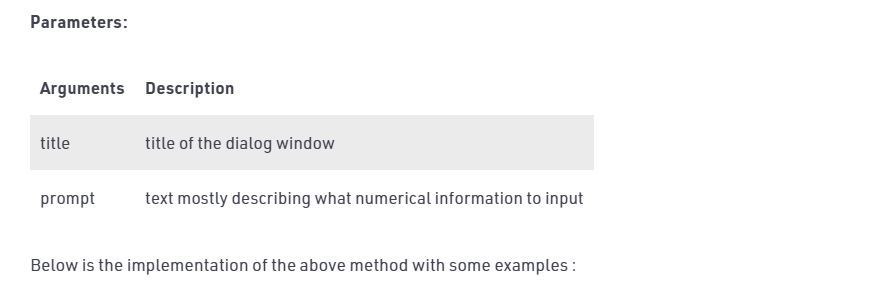 Parameters:
Arguments Description
title title of the dialog window
prompt text mostly describing what numerical information to input
Below is the implementation of the above method with some examples :